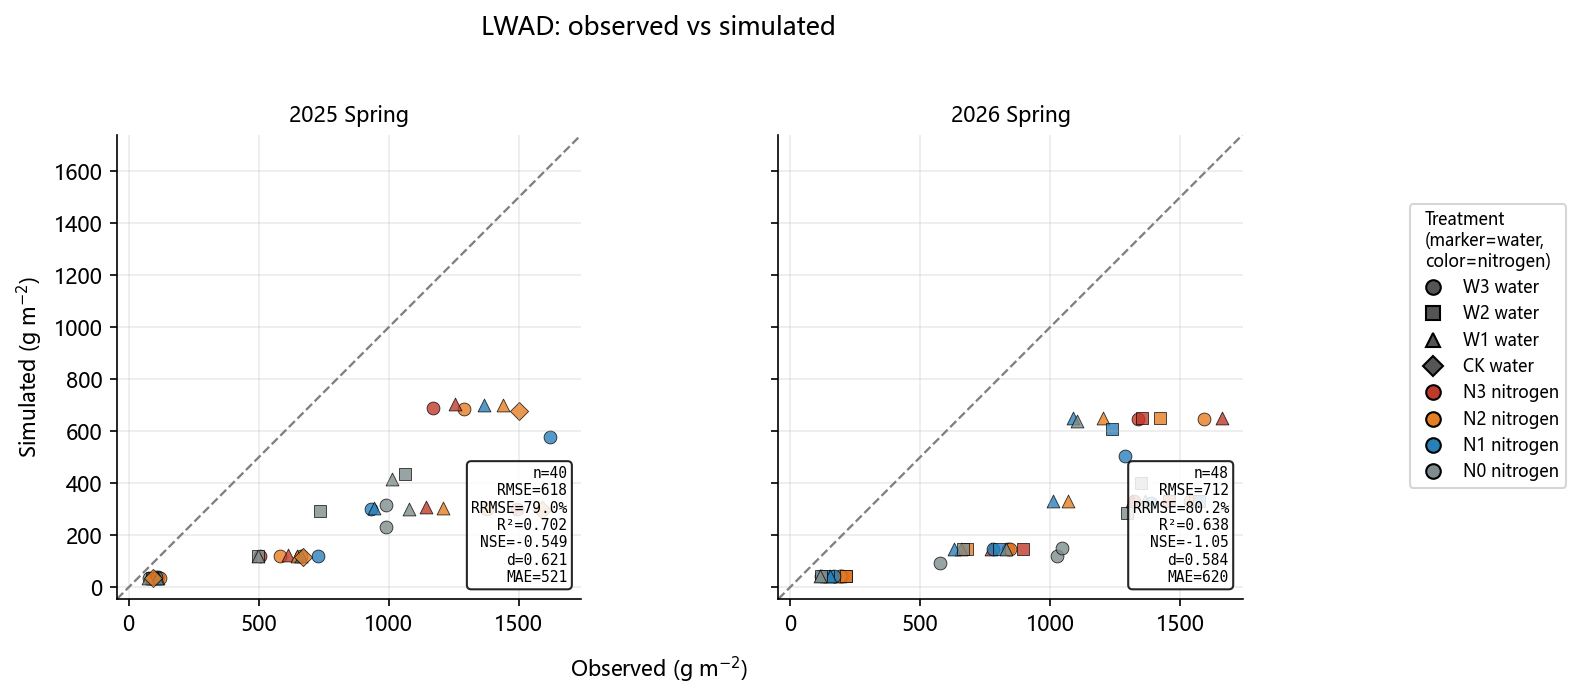 LWAD: observed vs simulated
2025 Spring
2026 Spring
Simulated (g m⁻²)
1600
1400
1200
1000
800
600
400
200
0
0 500 1000 1500
n=40
RMSE=618
RRMSE=79.0%
R²=0.702
NSE=-0.549
d=0.621
MAE=521
0 500 1000 1500
n=48
RMSE=712
RRMSE=80.2%
R²=0.638
NSE=-1.05
d=0.584
MAE=620
Observed (g m⁻²)
Treatment
(marker=water,
color=nitrogen)
W3 water
W2 water
W1 water
CK water
N3 nitrogen
N2 nitrogen
N1 nitrogen
N0 nitrogen